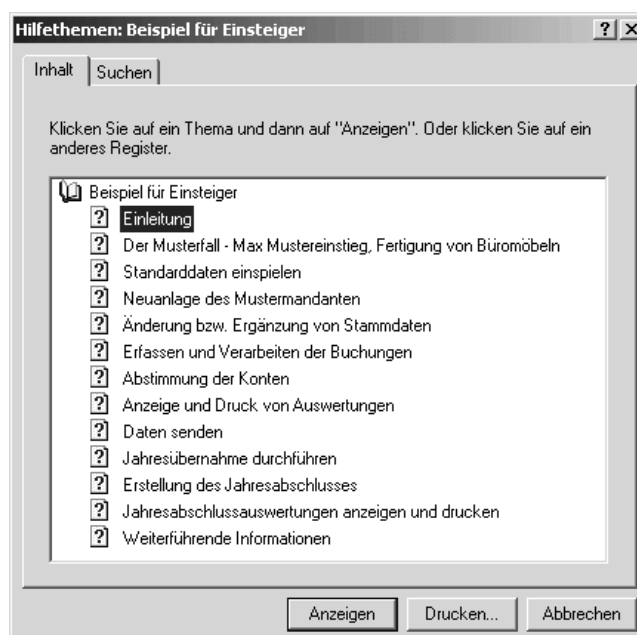 Hilfethemen: Beispiel für Einsteiger
Inhalt
Suchen
Klicken Sie auf ein Thema und dann auf "Anzeigen". Oder klicken Sie auf ein
anderes Register.
Beispiel für Einsteiger
Einleitung
Der Musterfall - Max Mustereinstieg, Fertigung von Büromöbeln
Standarddaten einspielen
Neuanlage des Mustermandanten
Änderung bzw. Ergänzung von Stammdaten
Erfassen und Verarbeiten der Buchungen
Abstimmung der Konten
Anzeige und Druck von Auswertungen
Daten senden
Jahresübernahme durchführen
Erstellung des Jahresabschlusses
Jahresabschlussauswertungen anzeigen und drucken
Weiterführende Informationen
Anzeigen
Drucken...
Abbrechen